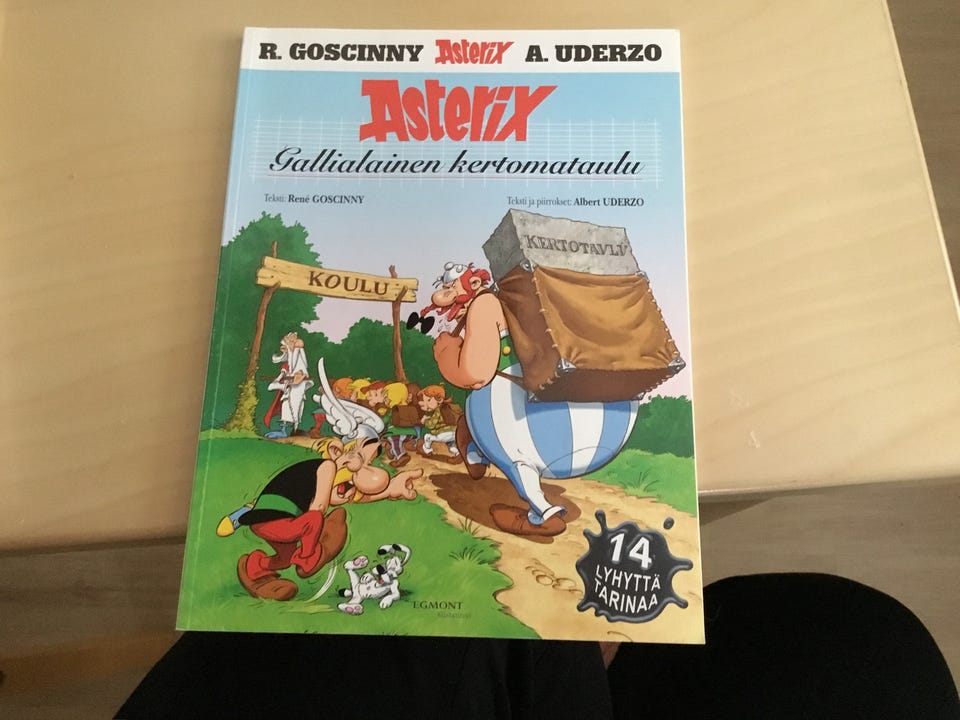 R. GOSCINNY Asterix A. UDERZO
Asterix
Gallialainen kertomataulu
Teksti: René GOSCINNY
Teksti ja piirrokset: Albert UDERZO
KERTOTAVLV
KOULU
14
LYHYTTÄ
TARINAA
EGMONT